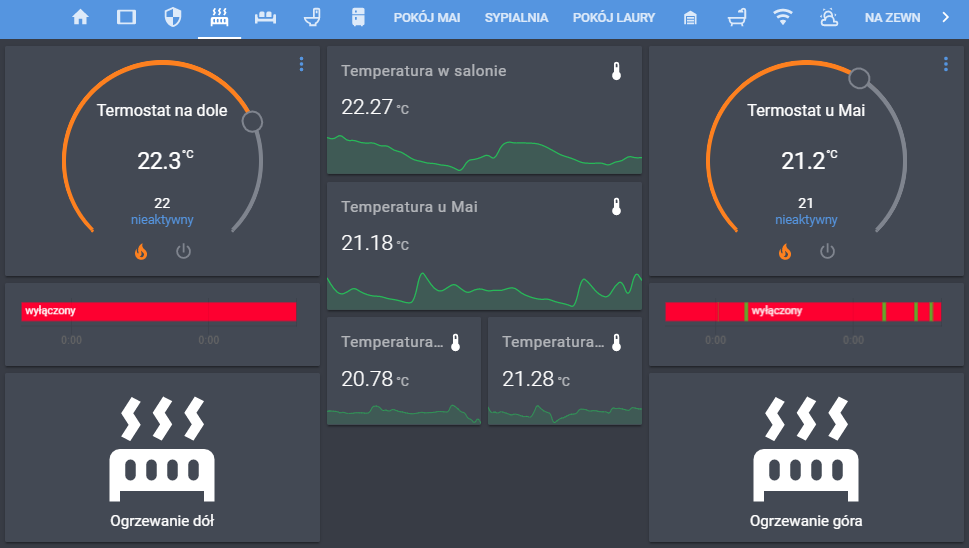 POKÓJ MAI SYPIALNIA POKÓJ LAURY NA ZEWN
Termostat na dole
22.3°C
22
nieaktywny
wyłączony
0:00 0:00
Ogrzewanie dół
Temperatura w salonie
22.27 °C
Temperatura u Mai
21.18 °C
Temperatura...
20.78 °C
Temperatura...
21.28 °C
Termostat u Mai
21.2°C
21
nieaktywny
wyłączony
0:00 0:00
Ogrzewanie góra